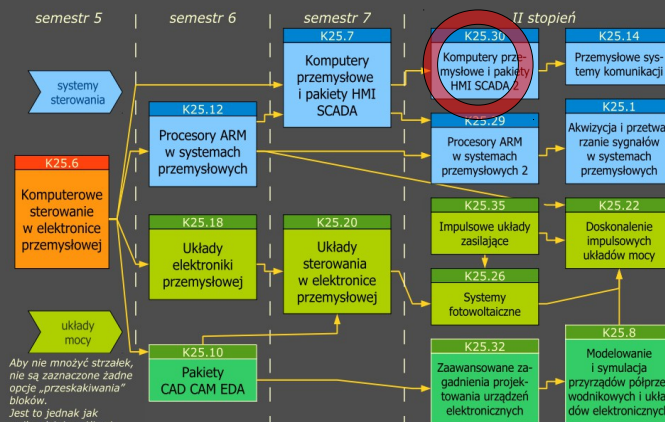 semestr 5
semestr 6
semestr 7
II stopień
systemy
sterowania
K25.6
Komputerowe
sterowanie
w elektronice
przemysłowej
układy
mocy
Aby nie mnożyć strzałek,
nie są zaznaczone żadne
opcje „przeskakiwania”
bloków.
Jest to jednak jak
K25.12
Procesory ARM
w systemach
przemysłowych
K25.18
Układy
elektroniki
przemysłowej
K25.10
Pakiety
CAD CAM EDA
K25.7
Komputery
przemysłowe
i pakiety HMI
SCADA
K25.20
Układy
sterowania
w elektronice
przemysłowej
K25.30
Komputery prze-
mysłowe i pakiety
HMI SCADA 2
K25.29
Procesory ARM
w systemach
przemysłowych 2
K25.35
Impulsowe układy
zasilające
K25.26
Systemy
fotowoltaiczne
K25.32
Zaawansowane za-
gadnienia projek-
towania urządzeń
elektronicznych
K25.14
Przemysłowe sys-
temy komunikacji
K25.1
Akwizycja i przetwa-
rzanie sygnałów
w systemach
przemysłowych
K25.22
Doskonalenie
impulsowych
układów mocy
K25.8
Modelowanie
i symulacja
przyrządów półprze-
wodnikowych i ukła-
dów elektronicznych